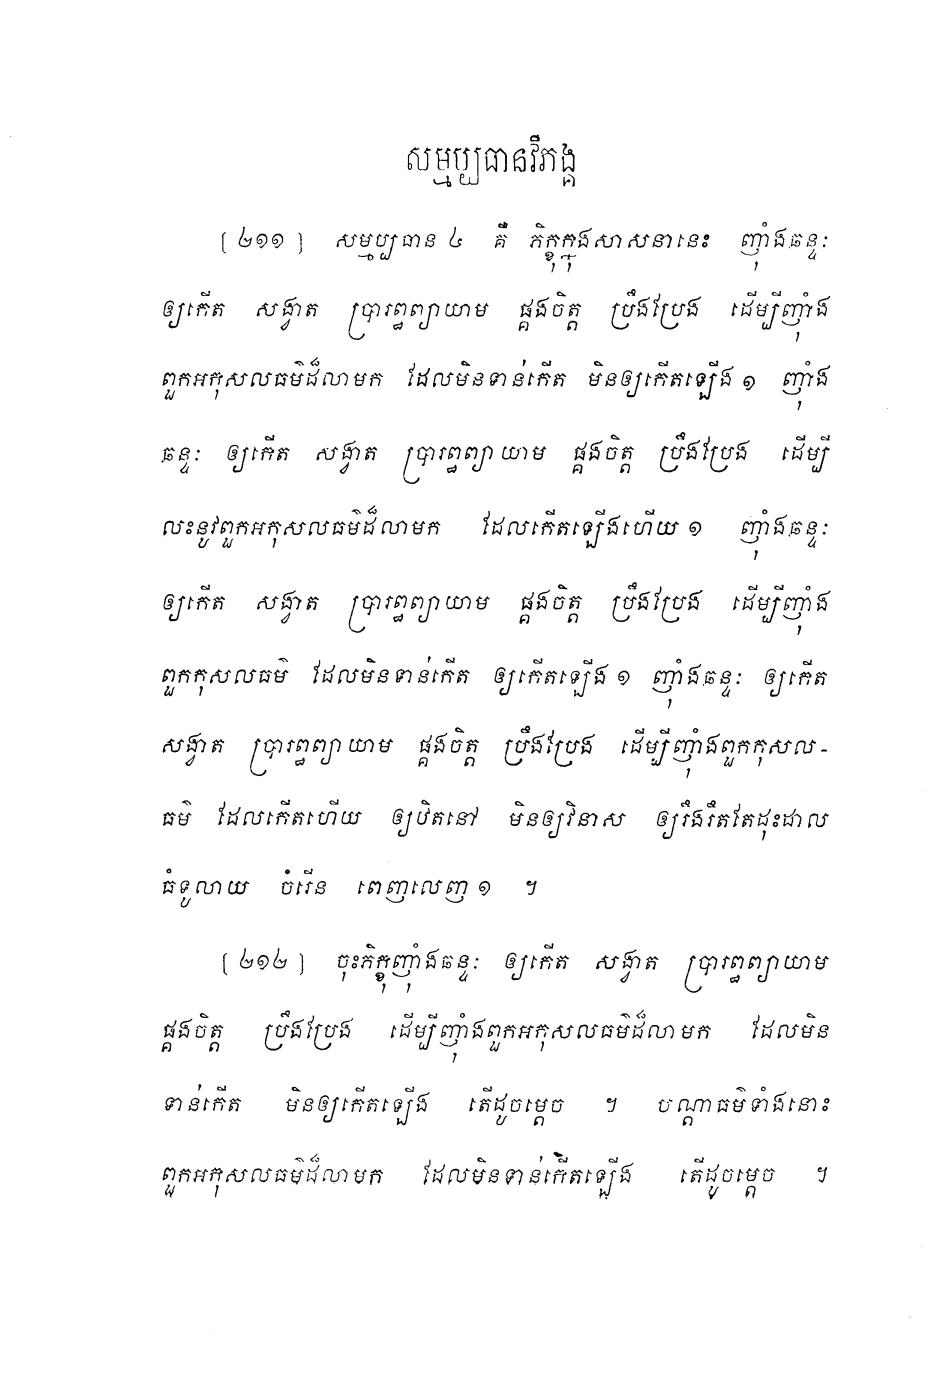 សម្មប្បធានវិភង្គ
[ ២១១ ] សម្មប្បធាន ៤ គឺ ភិក្ខុក្នុងសាសនានេះ ញុំាងឆន្ទៈ
ឲ្យកើត សង្វាត ប្រារព្ធព្យាយាម ផ្គងចិត្ត ប្រឹងប្រែង ដើម្បីញុំាង
ពួកអកុសលធម៌ដ៏លាមក ដែលមិនទាន់កើត មិនឲ្យកើតឡើង ១ ញុំាង
ឆន្ទៈ ឲ្យកើត សង្វាត ប្រារព្ធព្យាយាម ផ្គងចិត្ត ប្រឹងប្រែង ដើម្បី
លះនូវពួកអកុសលធម៌ដ៏លាមក ដែលកើតឡើងហើយ ១ ញុំាងឆន្ទៈ
ឲ្យកើត សង្វាត ប្រារព្ធព្យាយាម ផ្គងចិត្ត ប្រឹងប្រែង ដើម្បីញុំាង
ពួកកុសលធម៌ ដែលមិនទាន់កើត ឲ្យកើតឡើង ១ ញុំាងឆន្ទៈ ឲ្យកើត
សង្វាត ប្រារព្ធព្យាយាម ផ្គងចិត្ត ប្រឹងប្រែង ដើម្បីញុំាងពួកកុសល-
ធម៌ ដែលកើតហើយ ឲ្យឋិតនៅ មិនឲ្យវិនាស ឲ្យរឹងរឹតតែដុះដាល
ធំទូលាយ ចំរើន ពេញលេញ ១ ។
[ ២១២ ] ចុះភិក្ខុញុំាងឆន្ទៈ ឲ្យកើត សង្វាត ប្រារព្ធព្យាយាម
ផ្គងចិត្ត ប្រឹងប្រែង ដើម្បីញុំាងពួកអកុសលធម៌ដ៏លាមក ដែលមិន
ទាន់កើត មិនឲ្យកើតឡើង តើដូចម្តេច ។ បណ្តាធម៌ទាំងនោះ
ពួកអកុសលធម៌ដ៏លាមក ដែលមិនទាន់កើតឡើង តើដូចម្តេច ។